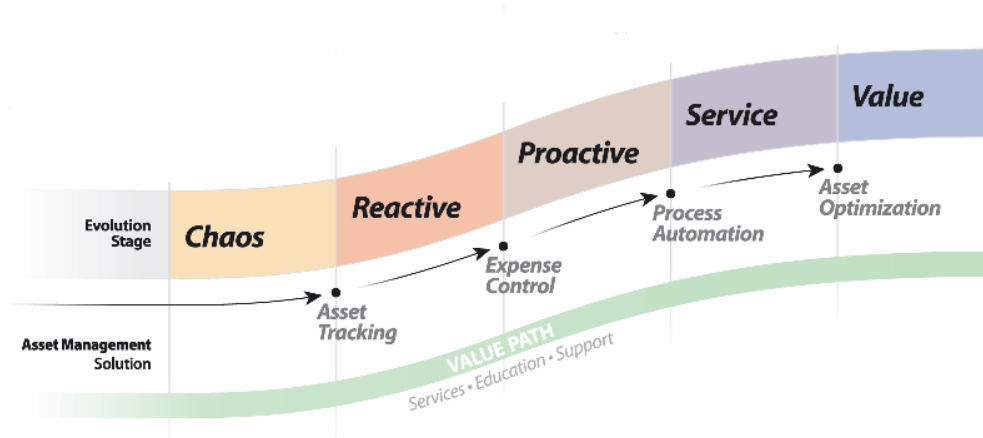 Evolution
Stage
Chaos
Reactive
Proactive
Service
Value
Asset Management
Solution
Asset
Tracking
Expense
Control
Process
Automation
Asset
Optimization
VALUE PATH
Services • Education • Support